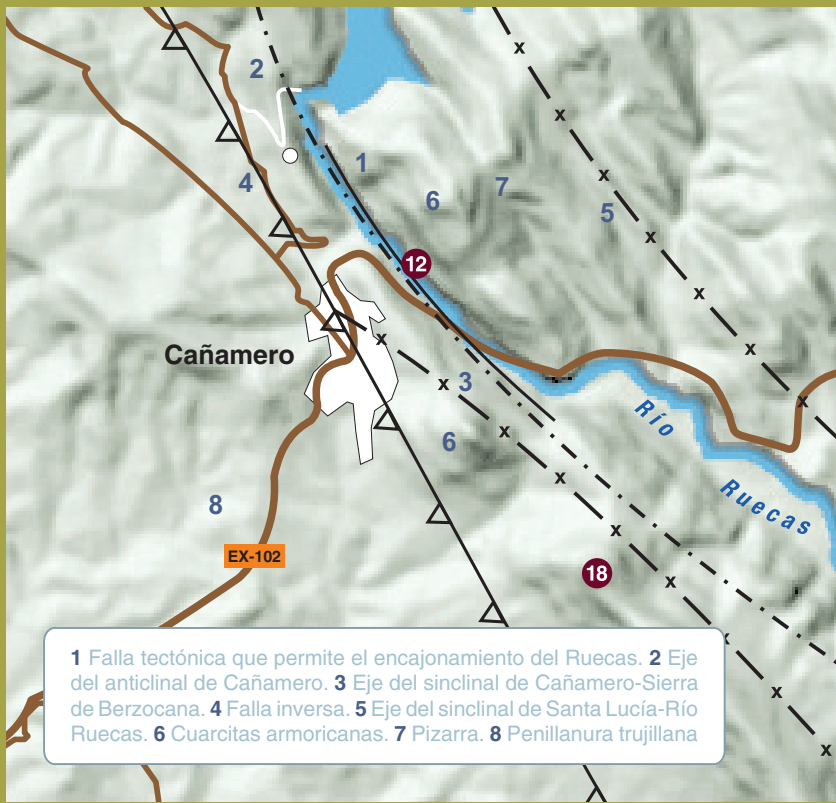 2
1
4
6
7
5
12
Cañamero
3
Río
6
Ruecas
8
EX-102
18
1 Falla tectónica que permite el encajonamiento del Ruecas. 2 Eje
del anticlinal de Cañamero. 3 Eje del sinclinal de Cañamero-Sierra
de Berzocana. 4 Falla inversa. 5 Eje del sinclinal de Santa Lucía-Río
Ruecas. 6 Cuarcitas armoricanas. 7 Pizarra. 8 Penillanura trujillana